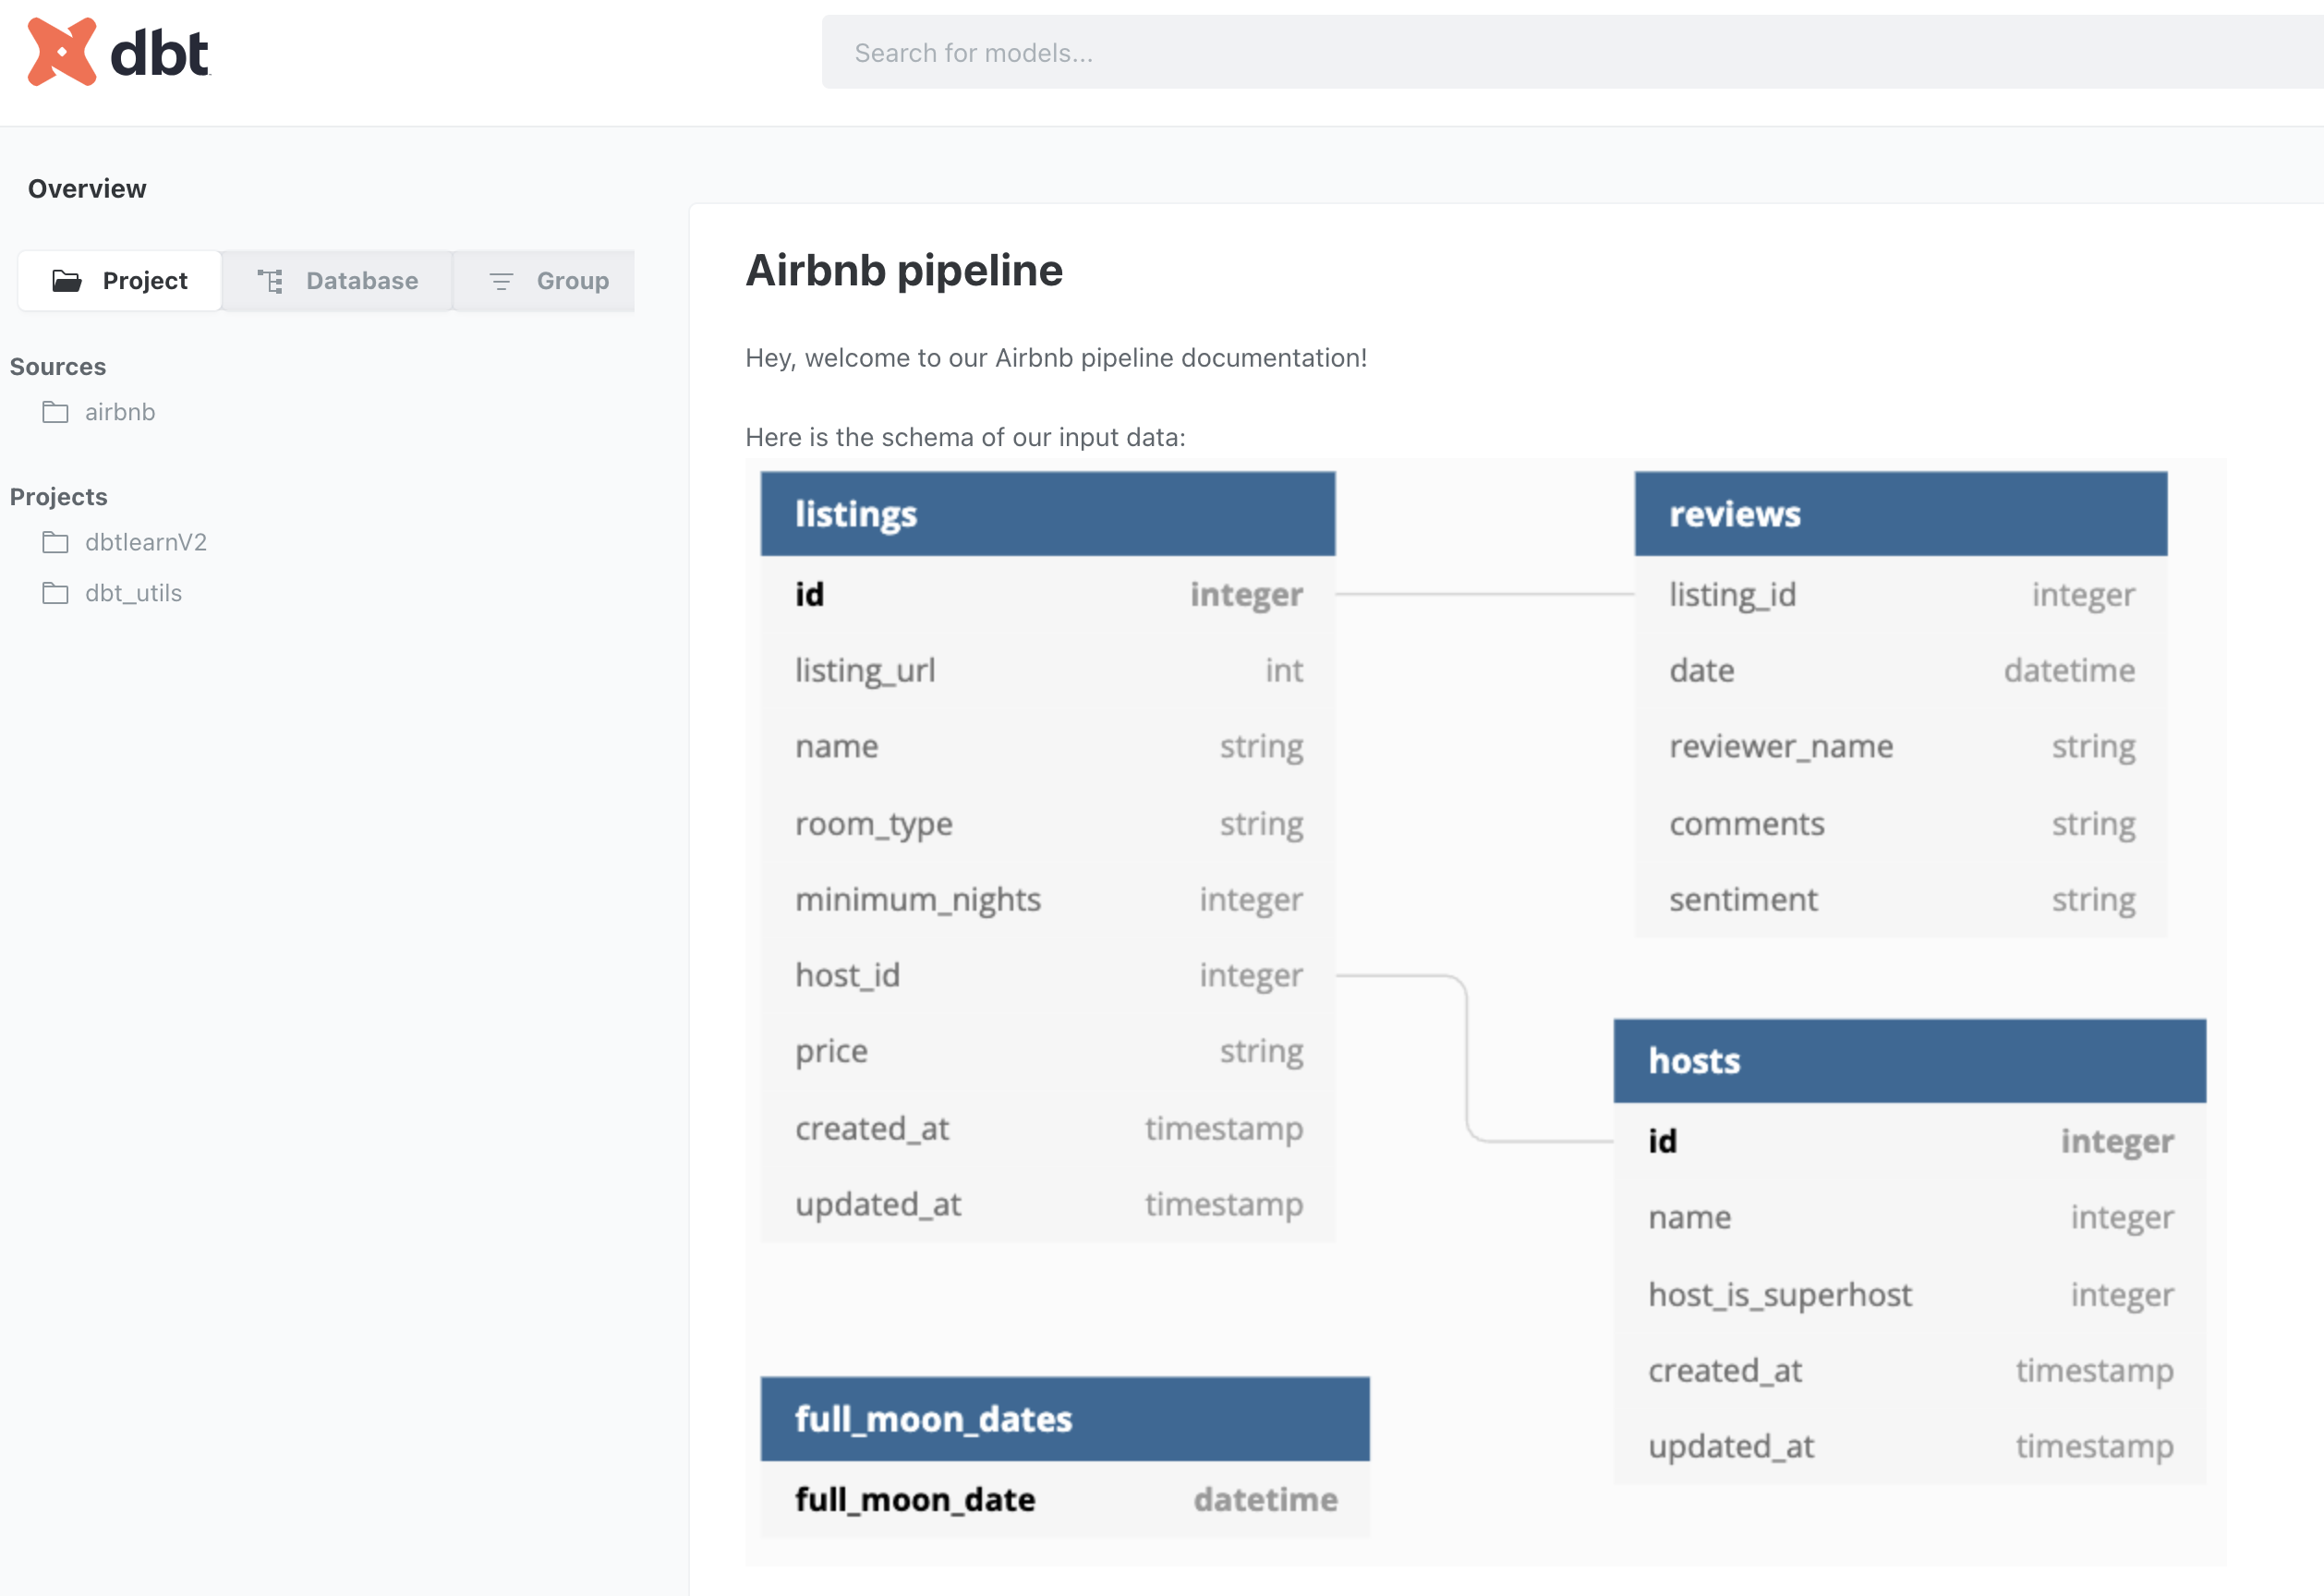 dbt
Search for models...
Overview
Project
Database
Group
Sources
airbnb
Projects
dbtlearnV2
dbt_utils
Airbnb pipeline
Hey, welcome to our Airbnb pipeline documentation!
Here is the schema of our input data:
listings
id integer
listing_url int
name string
room_type string
minimum_nights integer
host_id integer
price string
created_at timestamp
updated_at timestamp
reviews
listing_id integer
date datetime
reviewer_name string
comments string
sentiment string
hosts
id integer
name integer
host_is_superhost integer
created_at timestamp
updated_at timestamp
full_moon_dates
full_moon_date datetime